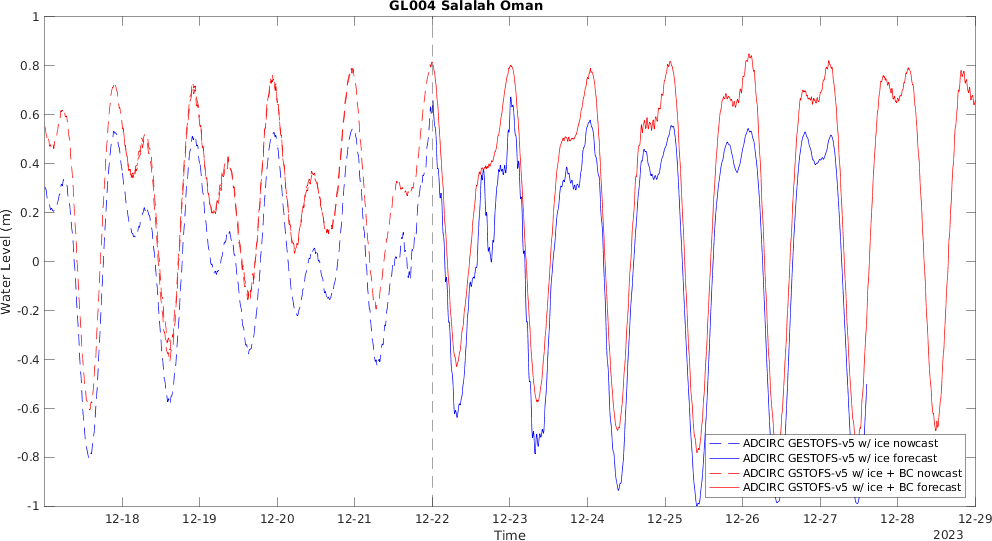 GL004 Salalah Oman
Water Level (m)
1
0.8
0.6
0.4
0.2
0
-0.2
-0.4
-0.6
-0.8
-1
ADCIRC GESTOFS-v5 w/ ice nowcast
ADCIRC GESTOFS-v5 w/ ice forecast
ADCIRC GSTOFS-v5 w/ ice + BC nowcast
ADCIRC GSTOFS-v5 w/ ice + BC forecast
12-18 12-19 12-20 12-21 12-22 12-23 12-24 12-25 12-26 12-27 12-28 12-29
Time
2023